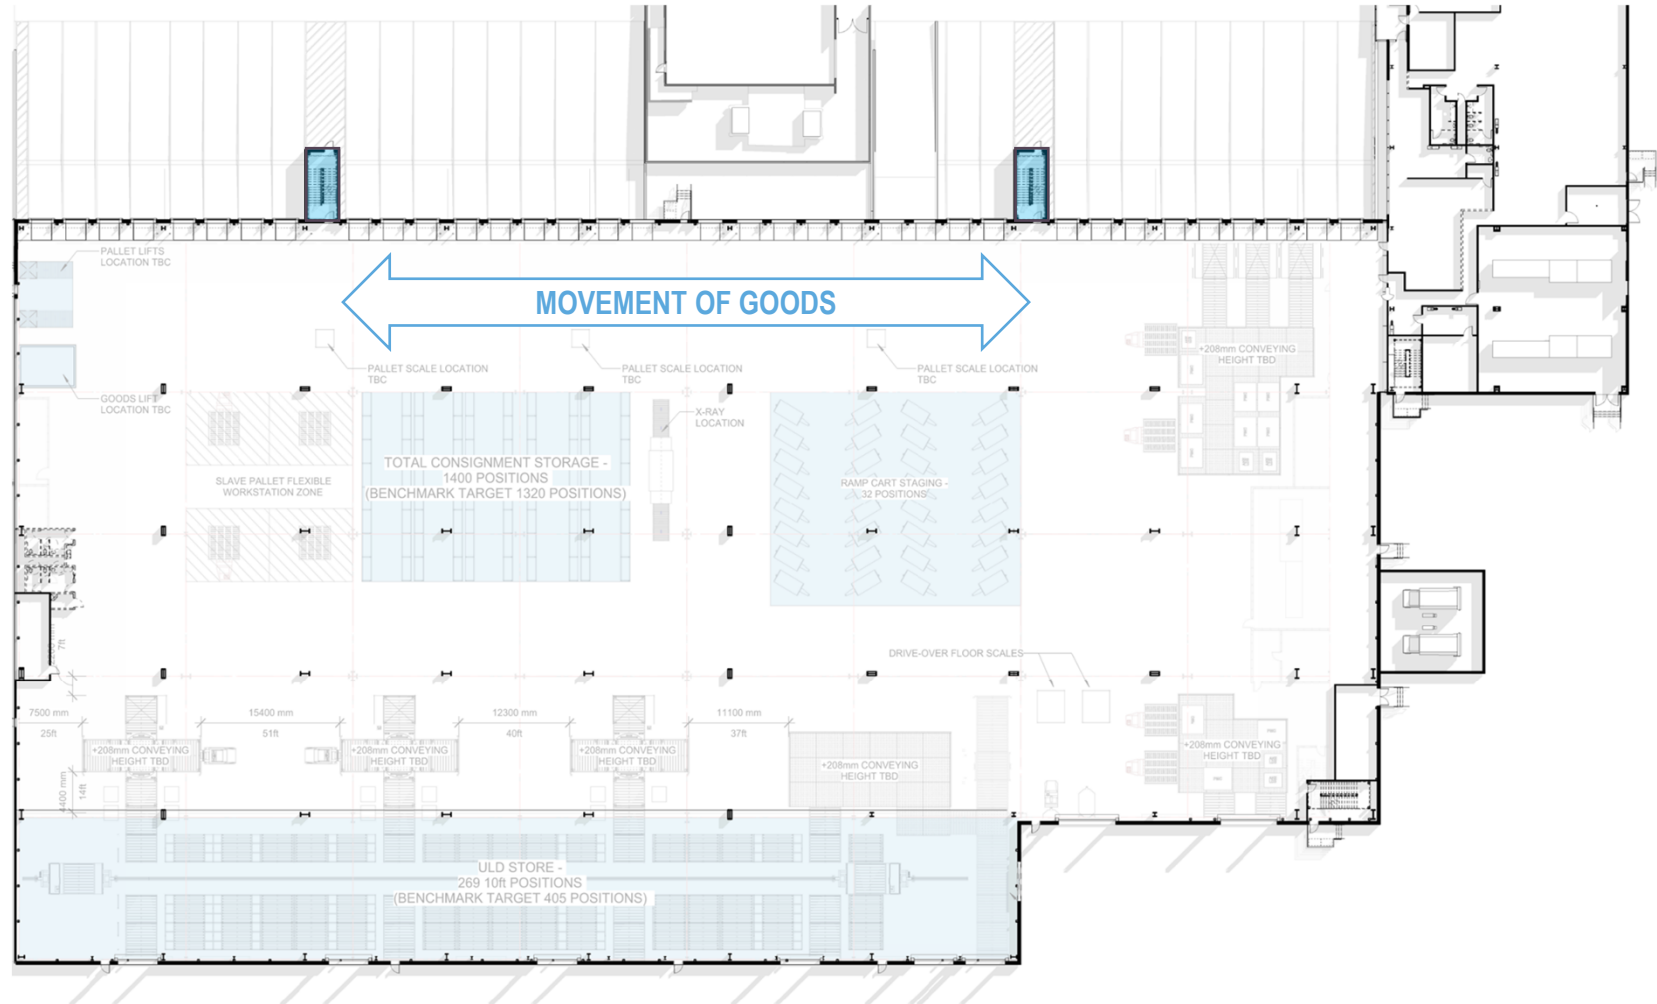 PALLET LIFTS
LOCATION TBC
MOVEMENT OF GOODS
PALLET SCALE LOCATION
TBC
PALLET SCALE LOCATION
TBC
PALLET SCALE LOCATION
TBC
+208mm CONVEYING
HEIGHT TBD
GOODS LIFT
LOCATION TBC
X-RAY
LOCATION
TOTAL CONSIGNMENT STORAGE -
1400 POSITIONS
(BENCHMARK TARGET 1320 POSITIONS)
SLAVE PALLET FLEXIBLE
WORKSTATION ZONE
RAMP CART STAGING -
32 POSITIONS
7ft
DRIVE-OVER FLOOR SCALES
7500 mm
25ft
15400 mm
51ft
12300 mm
40ft
11100 mm
37ft
+208mm CONVEYING
HEIGHT TBD
+208mm CONVEYING
HEIGHT TBD
+208mm CONVEYING
HEIGHT TBD
+208mm CONVEYING
HEIGHT TBD
+208mm CONVEYING
HEIGHT TBD
4400 mm
14ft
ULD STORE -
269 10ft POSITIONS
(BENCHMARK TARGET 405 POSITIONS)